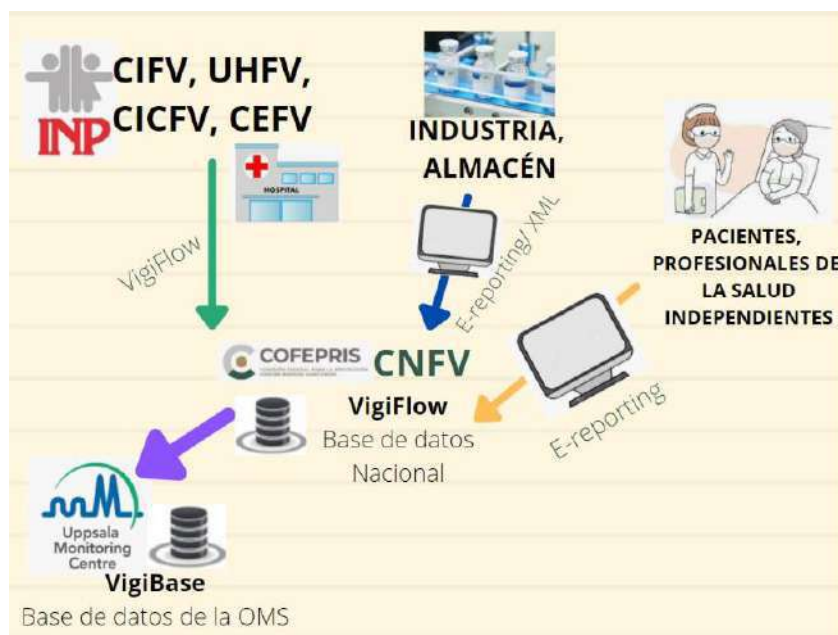 INP
CIFV, UHFV,
CICFV, CEFV
HOSPITAL
VigiFlow
INDUSTRIA,
ALMACÉN
E-reporting/ XML
PACIENTES,
PROFESIONALES DE
LA SALUD
INDEPENDIENTES
E-reporting
COFEPRIS CNFV
VigiFlow
Base de datos
Nacional
Uppsala
Monitoring
Centre
VigiBase
Base de datos de la OMS